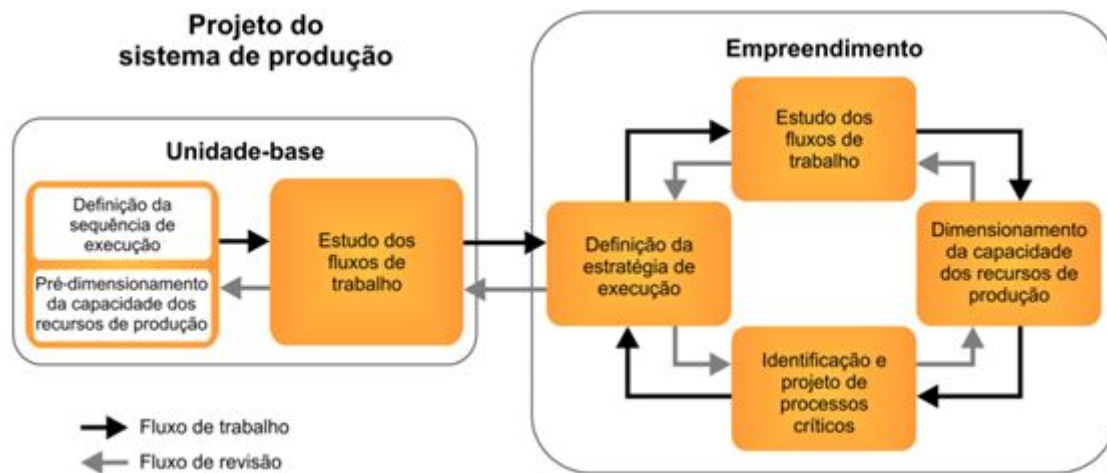 Projeto do
sistema de produção
Unidade-base
Definição da
sequência de
execução
Pré-dimensionamento
da capacidade dos
recursos de produção
Estudo dos
fluxos de
trabalho
Empreendimento
Estudo dos
fluxos de
trabalho
Definição da
estratégia de
execução
Dimensionamento
da capacidade
dos recursos de
produção
Identificação e
projeto de
processos
críticos
Fluxo de trabalho
Fluxo de revisão